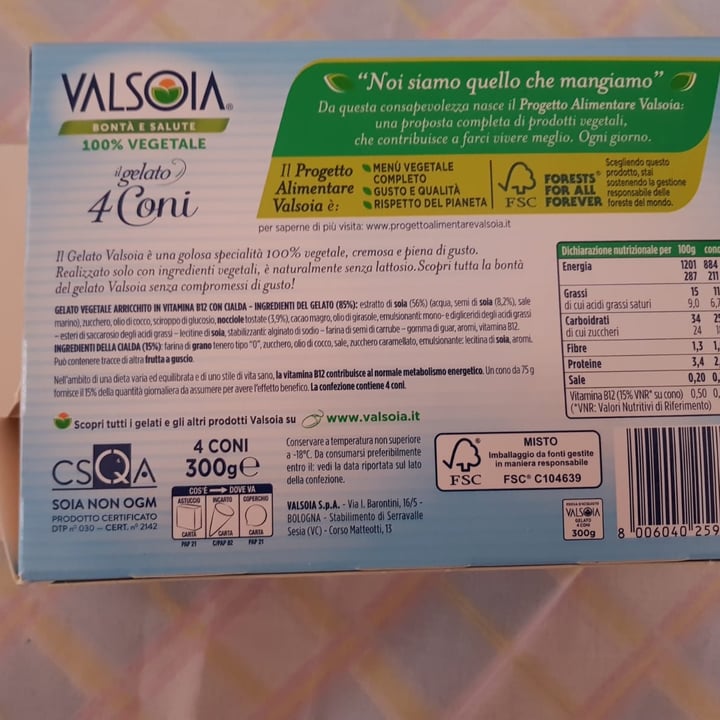 VALSOIA®
BONTÀ E SALUTE
100% VEGETALE
il gelato
4 Coni
"Noi siamo quello che mangiamo"
Da questa consapevolezza nasce il Progetto Alimentare Valsoia:
una proposta completa di prodotti vegetali,
che contribuisce a farci vivere meglio. Ogni giorno.
Il Progetto
Alimentare
Valsoia è:
MENÙ VEGETALE
COMPLETO
GUSTO E QUALITÀ
RISPETTO DEL PIANETA
FSC
FORESTS®
FOR ALL
FOREVER
Scegliendo questo
prodotto, stai
sostenendo la gestione
responsabile delle
foreste del mondo.
per saperne di più visita: www.progettoalimentarevalsoia.it
Il Gelato Valsoia è una golosa specialità 100% vegetale, cremosa e piena di gusto.
Realizzato solo con ingredienti vegetali, è naturalmente senza lattosio. Scopri tutta la bontà
del gelato Valsoia senza compromessi di gusto!
GELATO VEGETALE ARRICCHITO IN VITAMINA B12 CON CIALDA - INGREDIENTI DEL GELATO (85%): estratto di soia (56%) (acqua, semi di soia (8,2%), sale
marino), zucchero, olio di cocco, sciroppo di glucosio, nocciole tostate (3,9%), cacao magro, olio di girasole, emulsionanti: mono- e digliceridi degli acidi grassi
– esteri di saccarosio degli acidi grassi – lecitine di soia, stabilizzanti: alginato di sodio – farina di semi di carrube – gomma di guar, aromi, vitamina B12.
INGREDIENTI DELLA CIALDA (15%): farina di grano tenero tipo "0", zucchero, olio di cocco, sale, zucchero caramellato, emulsionante: lecitina di soia, aromi.
Può contenere tracce di altra frutta a guscio.
Nell'ambito di una dieta varia ed equilibrata e di uno stile di vita sano, la vitamina B12 contribuisce al normale metabolismo energetico. Un cono da 75 g
fornisce il 15% della quantità giornaliera da assumere per avere l'effetto benefico. La confezione contiene 4 coni.
Dichiarazione nutrizionale per 100g cono
Energia 1201 884
287 211
Grassi 15 11
di cui acidi grassi saturi 9,0 6,7
Carboidrati 34 25
di cui zuccheri 24
Fibre 1,3 1,
Proteine 3,4 2,
Sale 0,20 0,
Vitamina B12 (15% VNR* su cono) 0,50 0,
(*VNR: Valori Nutritivi di Riferimento)
Scopri tutti i gelati e gli altri prodotti Valsoia su www.valsoia.it
CSQA
SOIA NON OGM
PRODOTTO CERTIFICATO
DTP n° 030 – CERT. n° 2142
4 CONI
300g e
COS'È DOVE VA
ASTUCCIO INCARTO COPERCHIO
CARTA CARTA CARTA
PAP 21 C/PAP 82 PAP 21
Conservare a temperatura non superiore
a -18°C. Da consumarsi preferibilmente
entro il: vedi la data riportata sul lato
della confezione.
VALSOIA S.p.A. - Via I. Barontini, 16/5 -
BOLOGNA - Stabilimento di Serravalle
Sesia (VC) - Corso Matteotti, 13
FSC
MISTO
Imballaggio da fonti gestite
in maniera responsabile
FSC® C104639
VALSOIA
GELATO
4 CONI
300g
8 006040 259